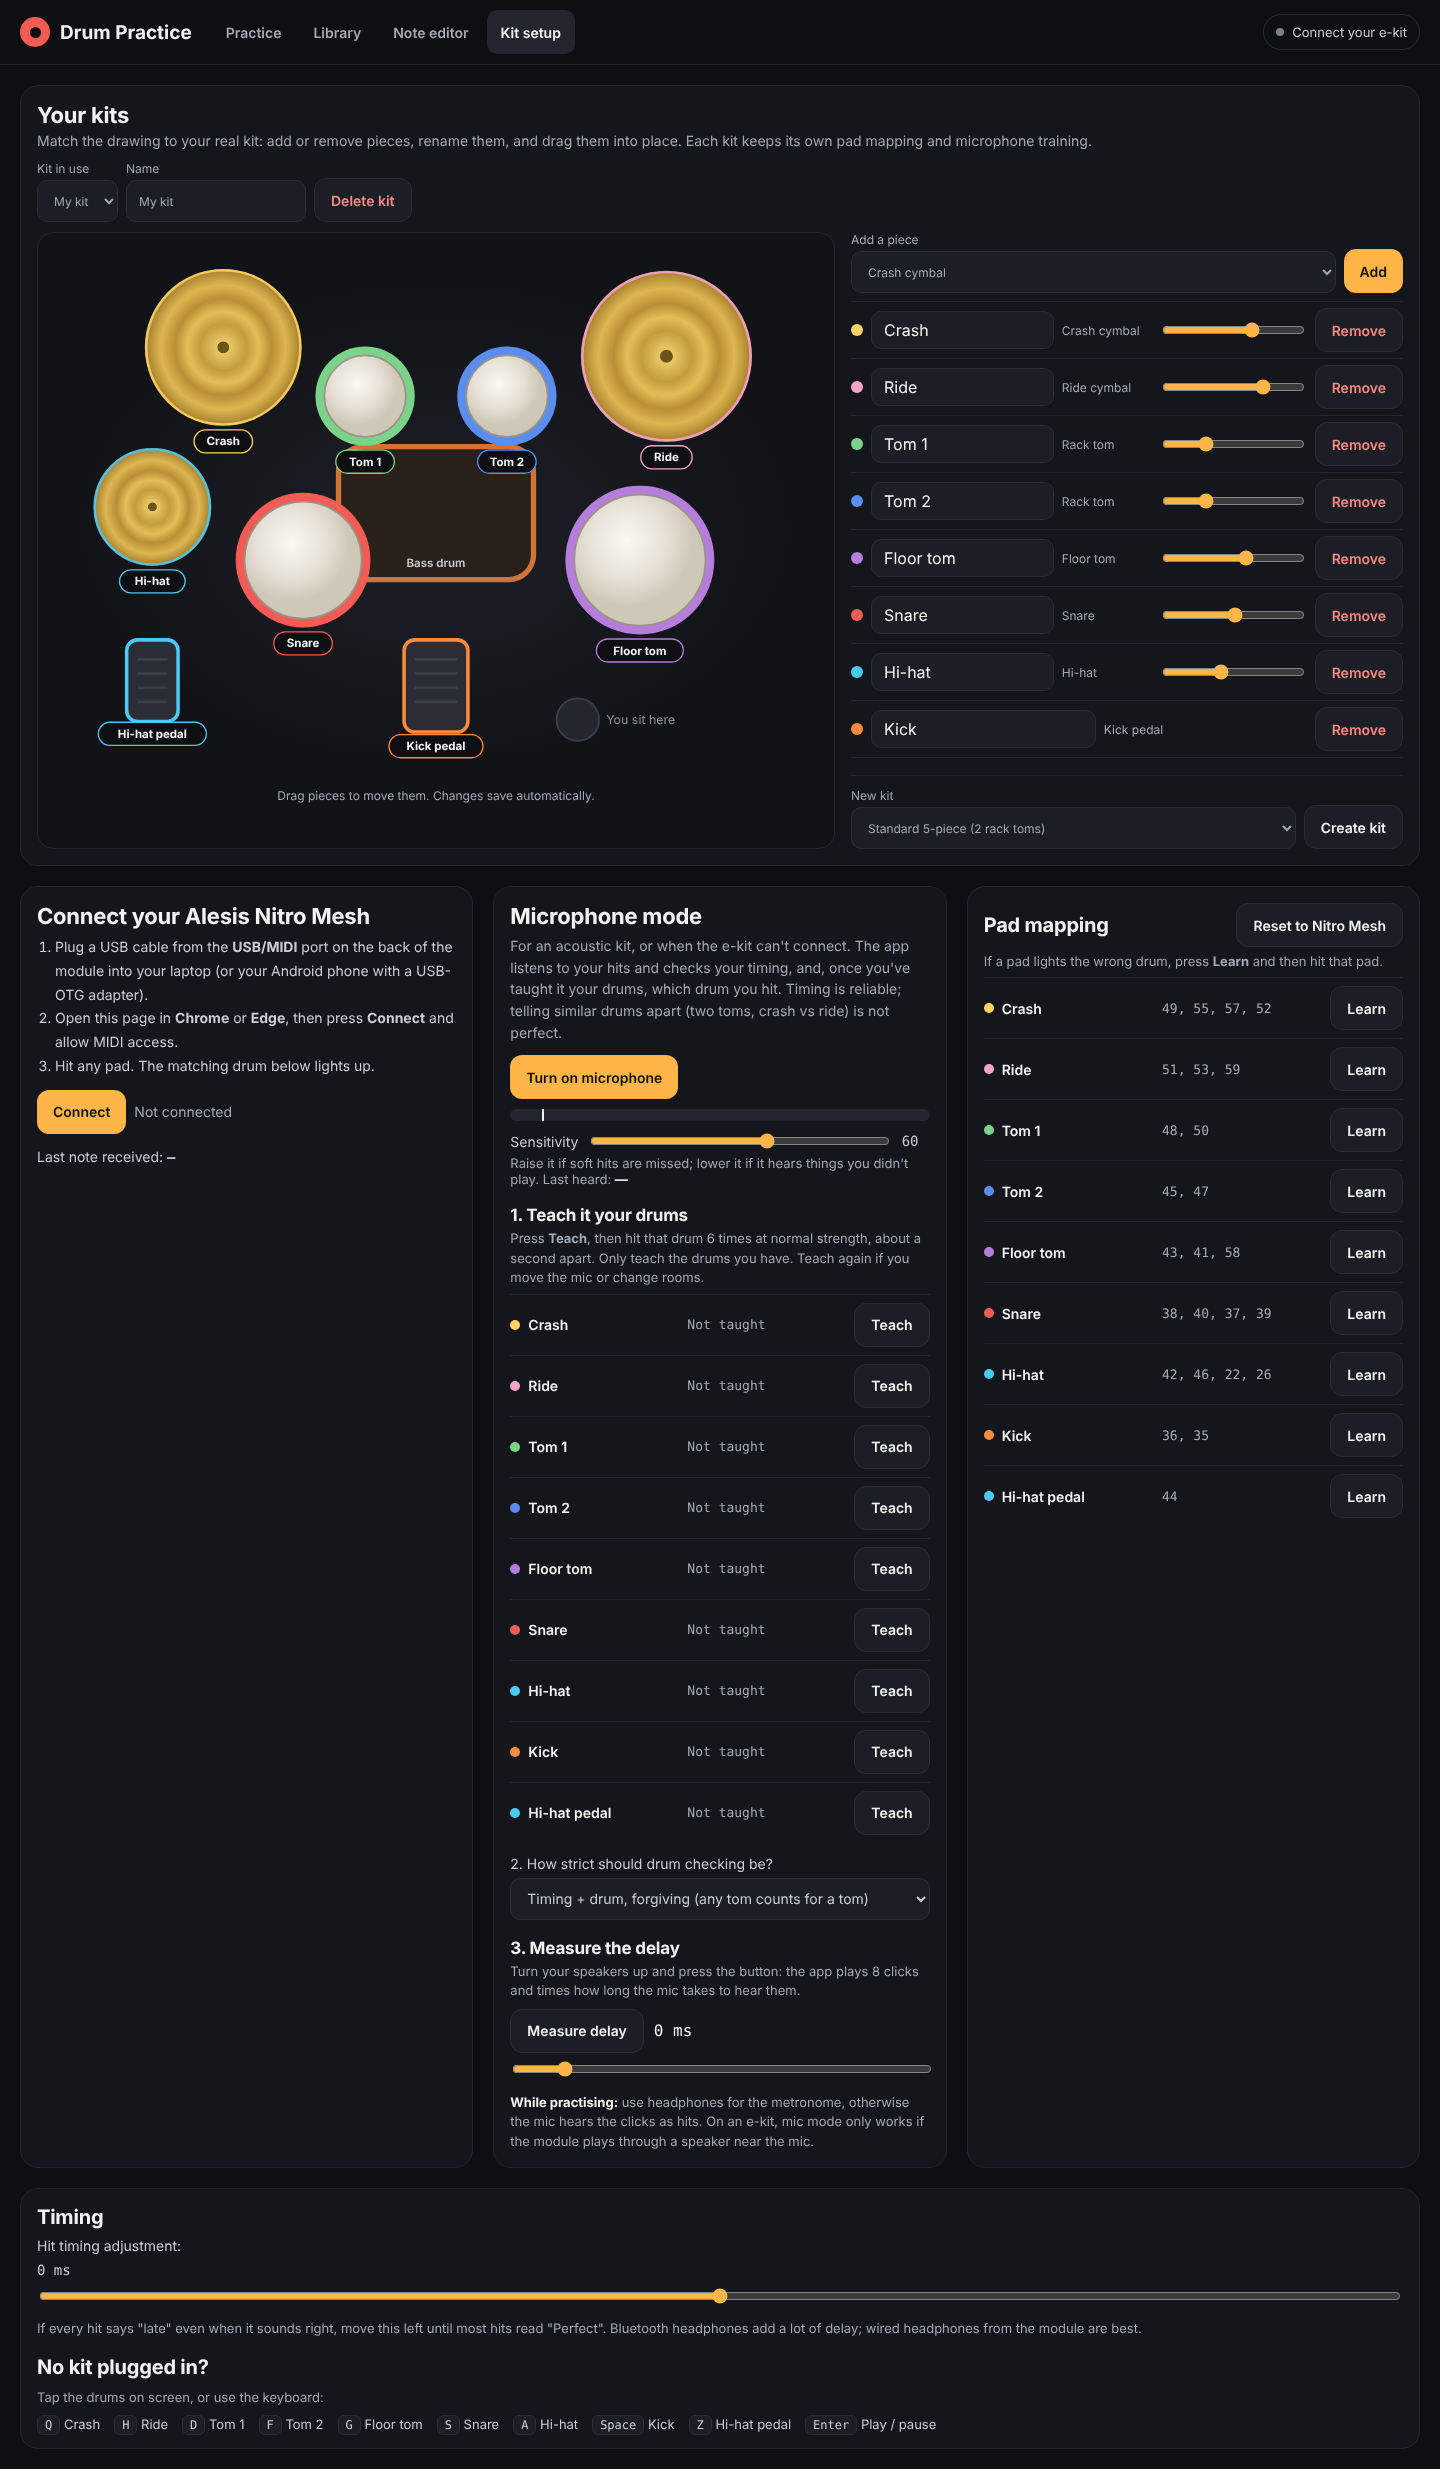 Drum Practice
Practice
Library
Note editor
Kit setup
Connect your e-kit
Your kits
Match the drawing to your real kit: add or remove pieces, rename them, and drag them into place. Each kit keeps its own pad mapping and microphone training.
Kit in use
Name
My kit
My kit
Delete kit
Crash
Tom 1
Tom 2
Ride
Hi-hat
Bass drum
Snare
Floor tom
Hi-hat pedal
Kick pedal
You sit here
Drag pieces to move them. Changes save automatically.
Add a piece
Crash cymbal
Add
Crash
Crash cymbal
Remove
Ride
Ride cymbal
Remove
Tom 1
Rack tom
Remove
Tom 2
Rack tom
Remove
Floor tom
Floor tom
Remove
Snare
Snare
Remove
Hi-hat
Hi-hat
Remove
Kick
Kick pedal
Remove
New kit
Standard 5-piece (2 rack toms)
Create kit
Connect your Alesis Nitro Mesh
1. Plug a USB cable from the USB/MIDI port on the back of the
module into your laptop (or your Android phone with a USB-
OTG adapter).
2. Open this page in Chrome or Edge, then press Connect and
allow MIDI access.
3. Hit any pad. The matching drum below lights up.
Connect
Not connected
Last note received: –
Microphone mode
For an acoustic kit, or when the e-kit can't connect. The app
listens to your hits and checks your timing, and, once you've
taught it your drums, which drum you hit. Timing is reliable;
telling similar drums apart (two toms, crash vs ride) is not
perfect.
Turn on microphone
Sensitivity
60
Raise it if soft hits are missed; lower it if it hears things you didn't
play. Last heard: —
1. Teach it your drums
Press Teach, then hit that drum 6 times at normal strength, about a
second apart. Only teach the drums you have. Teach again if you
move the mic or change rooms.
Crash
Not taught
Teach
Ride
Not taught
Teach
Tom 1
Not taught
Teach
Tom 2
Not taught
Teach
Floor tom
Not taught
Teach
Snare
Not taught
Teach
Hi-hat
Not taught
Teach
Kick
Not taught
Teach
Hi-hat pedal
Not taught
Teach
2. How strict should drum checking be?
Timing + drum, forgiving (any tom counts for a tom)
3. Measure the delay
Turn your speakers up and press the button: the app plays 8 clicks
and times how long the mic takes to hear them.
Measure delay
0 ms
While practising: use headphones for the metronome, otherwise
the mic hears the clicks as hits. On an e-kit, mic mode only works if
the module plays through a speaker near the mic.
Pad mapping
Reset to Nitro Mesh
If a pad lights the wrong drum, press Learn and then hit that pad.
Crash
49, 55, 57, 52
Learn
Ride
51, 53, 59
Learn
Tom 1
48, 50
Learn
Tom 2
45, 47
Learn
Floor tom
43, 41, 58
Learn
Snare
38, 40, 37, 39
Learn
Hi-hat
42, 46, 22, 26
Learn
Kick
36, 35
Learn
Hi-hat pedal
44
Learn
Timing
Hit timing adjustment:
0 ms
If every hit says "late" even when it sounds right, move this left until most hits read "Perfect". Bluetooth headphones add a lot of delay; wired headphones from the module are best.
No kit plugged in?
Tap the drums on screen, or use the keyboard:
Q Crash H Ride D Tom 1 F Tom 2 G Floor tom S Snare A Hi-hat Space Kick Z Hi-hat pedal Enter Play / pause